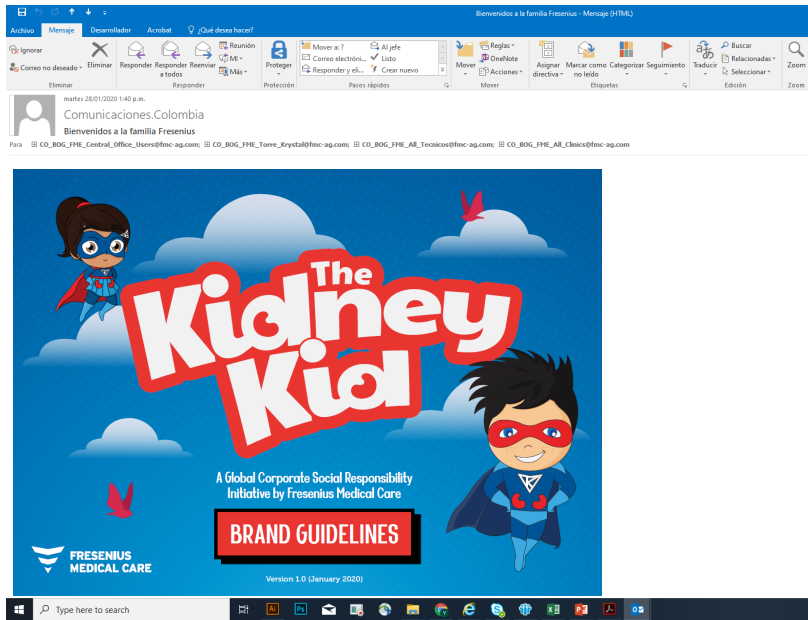 Bienvenidos a la familia Fresenius - Mensaje (HTML)
Archivo Mensaje Desarrollador Acrobat ¿Qué desea hacer?
Ignorar
Correo no deseado
Eliminar
Responder
Responder a todos
Reenviar
Reunión
MI
Más
Proteger
Mover a: ?
Correo electróni...
Responder y eli...
Al jefe
Listo
Crear nuevo
Mover
Reglas
OneNote
Acciones
Asignar directiva
Marcar como no leído
Categorizar
Seguimiento
Traducir
Buscar
Relacionadas
Seleccionar
Zoom
Eliminar Responder Protección Pasos rápidos Mover Etiquetas Edición Zoom
martes 28/01/2020 1:40 p.m.
Comunicaciones.Colombia
Bienvenidos a la familia Fresenius
Para CO_BOG_FME_Central_Office_Users@fmc-ag.com; CO_BOG_FME_Torre_Krystal@fmc-ag.com; CO_BOG_FME_All_Tecnicos@fmc-ag.com; CO_BOG_FME_All_Clinics@fmc-ag.com
The
Kidney
Kid
A Global Corporate Social Responsibility
Initiative by Fresenius Medical Care
BRAND GUIDELINES
FRESENIUS
MEDICAL CARE
Version 1.0 (January 2020)
Type here to search